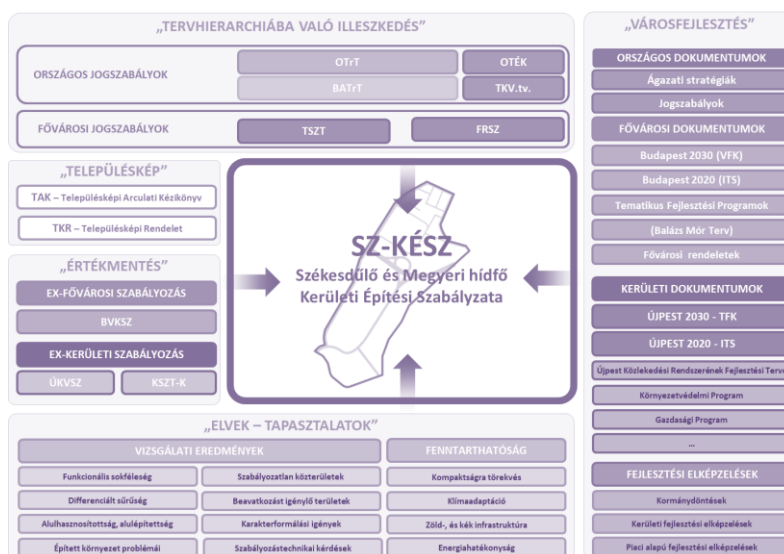 „TERVHIERARCHIÁBA VALÓ ILLESZKEDÉS”
ORSZÁGOS JOGSZABÁLYOK
OTrT
OTÉK
BATrT
TKV.tv.
FŐVÁROSI JOGSZABÁLYOK
TSZT
FRSZ
„TELEPÜLÉSKÉP”
TAK – Településképi Arculati Kézikönyv
TKR – Településképi Rendelet
„ÉRTÉKMENTÉS”
EX-FŐVÁROSI SZABÁLYOZÁS
BVKSZ
EX-KERÜLETI SZABÁLYOZÁS
ÚKVSZ
KSZT-K
SZ-KÉSZ
Székesdűlő és Megyeri hídfő
Kerületi Építési Szabályzata
„ELVEK – TAPASZTALATOK”
VIZSGÁLATI EREDMÉNYEK
Funkcionális sokféleség
Szabályozatlan közterületek
Differenciált sűrűség
Beavatkozást igénylő területek
Alulhasznosítottság, alulépítettség
Karakterformálási igények
Épített környezet problémái
Szabályozástechnikai kérdések
FENNTARTHATÓSÁG
Kompaktságra törekvés
Klímaadaptáció
Zöld-, és kék infrastruktúra
Energiahatékonyság
„VÁROSFEJLESZTÉS”
ORSZÁGOS DOKUMENTUMOK
Ágazati stratégiák
Jogszabályok
FŐVÁROSI DOKUMENTUMOK
Budapest 2030 (VFK)
Budapest 2020 (ITS)
Tematikus Fejlesztési Programok
(Balázs Mór Terv)
Fővárosi rendeletek
KERÜLETI DOKUMENTUMOK
ÚJPEST 2030 - TFK
ÚJPEST 2020 - ITS
Újpest Közlekedési Rendszerének Fejlesztési Terve
Környezetvédelmi Program
Gazdasági Program
...
FEJLESZTÉSI ELKÉPZELÉSEK
Kormánydöntések
Kerületi fejlesztési elképzelések
Piaci alapú fejlesztési elképzelések